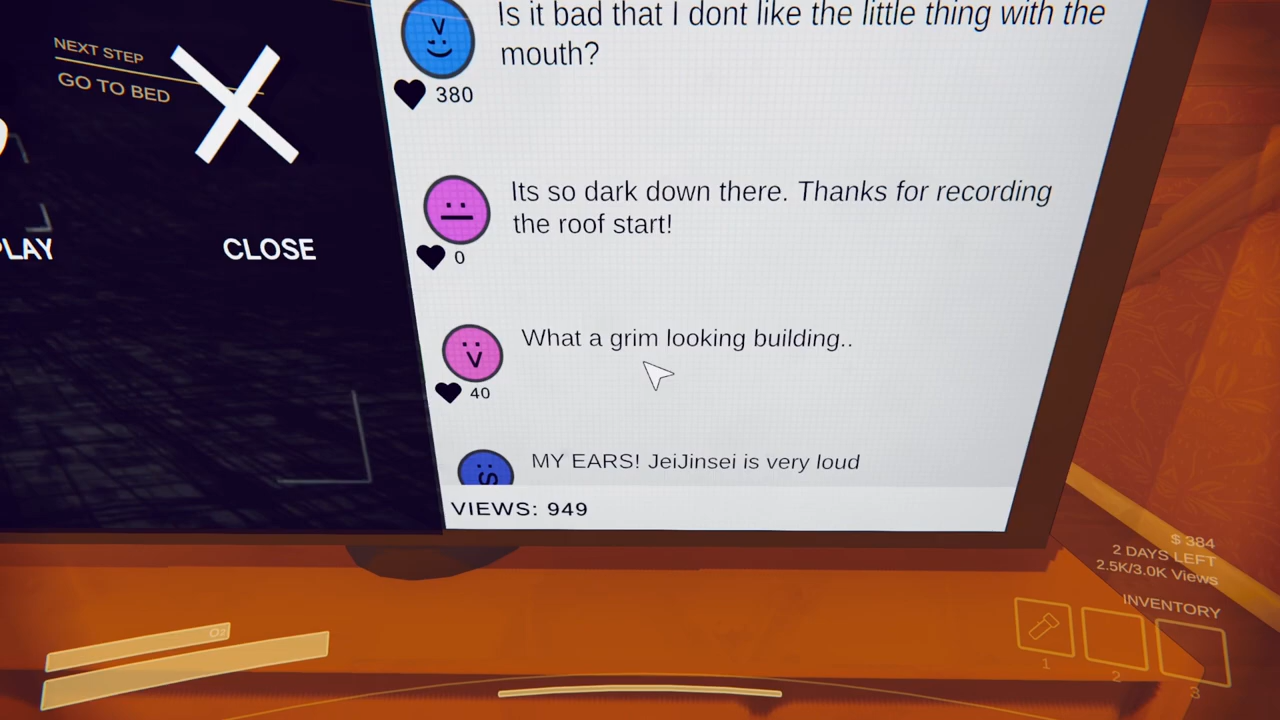 NEXT STEP
GO TO BED
PLAY
CLOSE
Is it bad that I dont like the little thing with the
mouth?
380
Its so dark down there. Thanks for recording
the roof start!
0
What a grim looking building..
40
MY EARS! JeiJinsei is very loud
VIEWS: 949
$ 384
2 DAYS LEFT
2.5K/3.0K Views
INVENTORY
1
2
3
O2